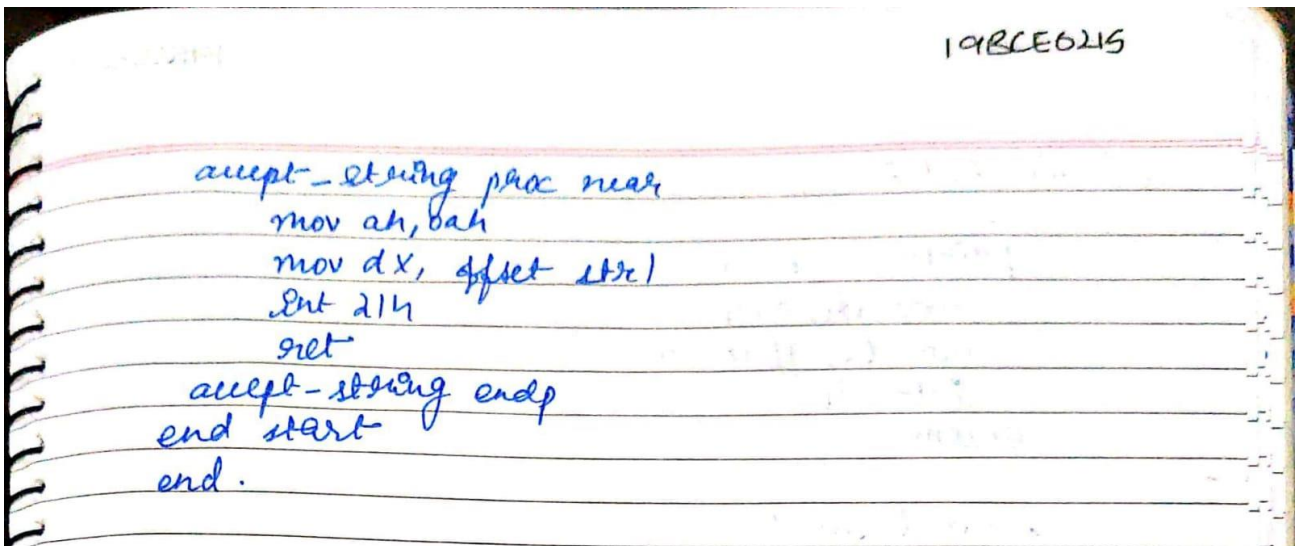 19BCE0215
accept-string proc near
mov ah, 0ah
mov dx, offset str1
int 21h
ret
accept-string endp
end start
end.